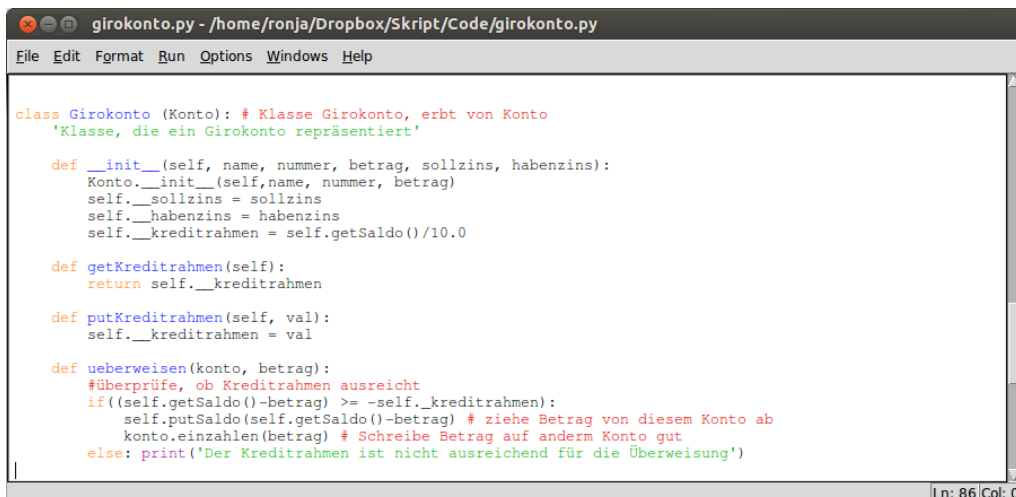 girokonto.py - /home/ronja/Dropbox/Skript/Code/girokonto.py
File Edit Format Run Options Windows Help
class Girokonto (Konto): # Klasse Girokonto, erbt von Konto
    'Klasse, die ein Girokonto repräsentiert'
    def __init__(self, name, nummer, betrag, sollzins, habenzins):
        Konto.__init__(self,name, nummer, betrag)
        self.__sollzins = sollzins
        self.__habenzins = habenzins
        self.__kreditrahmen = self.getSaldo()/10.0
    def getKreditrahmen(self):
        return self.__kreditrahmen
    def putKreditrahmen(self, val):
        self.__kreditrahmen = val
    def ueberweisen(konto, betrag):
        #überprüfe, ob Kreditrahmen ausreicht
        if((self.getSaldo()-betrag) >= -self._kreditrahmen):
            self.putSaldo(self.getSaldo()-betrag) # ziehe Betrag von diesem Konto ab
            konto.einzahlen(betrag) # Schreibe Betrag auf anderm Konto gut
        else: print('Der Kreditrahmen ist nicht ausreichend für die Überweisung')
Ln: 86 Col: 0